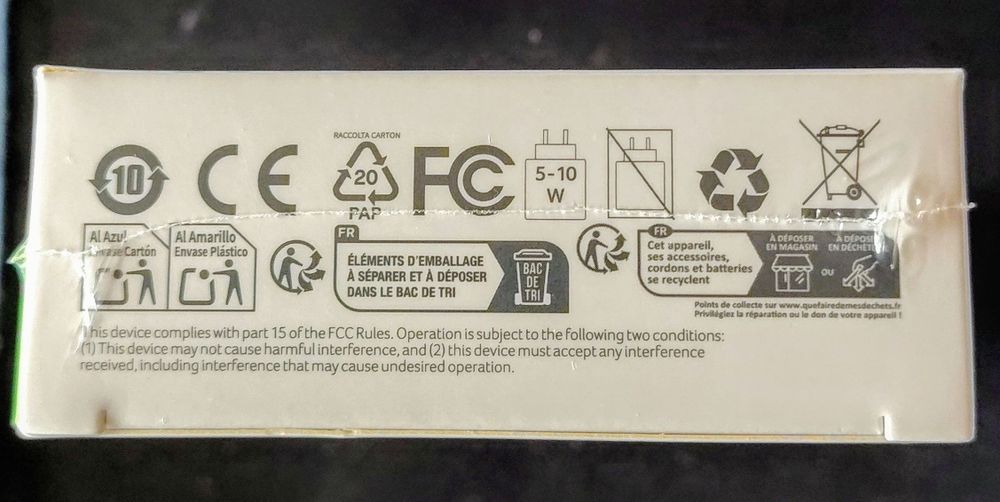 RACCOLTA CARTON
10
CE
20
PAP
FC
5-10
W
Al Azul
Envase Cartón
Al Amarillo
Envase Plástico
FR
ÉLÉMENTS D'EMBALLAGE
À SÉPARER ET À DÉPOSER
DANS LE BAC DE TRI
BAC
DE
TRI
FR
Cet appareil,
ses accessoires,
cordons et batteries
se recyclent
À DÉPOSER
EN MAGASIN
OU
À DÉPOSER
EN DÉCHÈTERIE
Points de collecte sur www.quefairedemesdechets.fr
Privilégiez la réparation ou le don de votre appareil !
This device complies with part 15 of the FCC Rules. Operation is subject to the following two conditions:
(1) This device may not cause harmful interference, and (2) this device must accept any interference
received, including interference that may cause undesired operation.